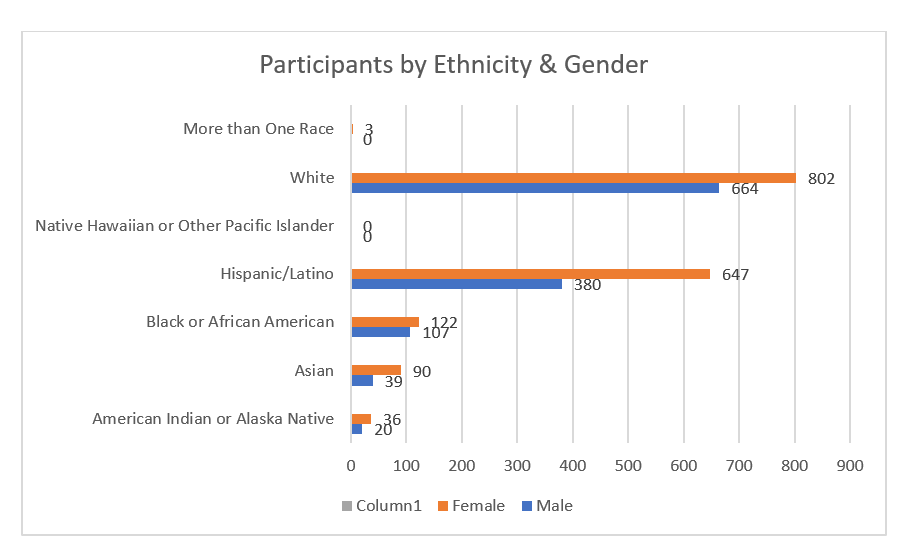 Participants by Ethnicity & Gender
More than One Race
3
0
White
802
664
Native Hawaiian or Other Pacific Islander
0
0
Hispanic/Latino
647
380
Black or African American
122
107
Asian
90
39
American Indian or Alaska Native
36
20
0 100 200 300 400 500 600 700 800 900
Column1 Female Male